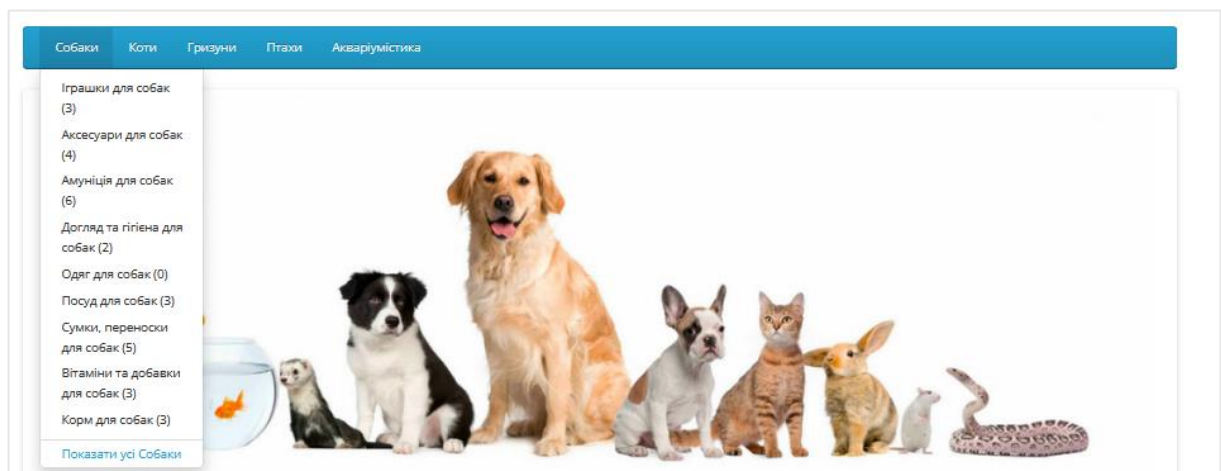 Собаки Коти Гризуни Птахи Акваріумістика
Іграшки для собак
(3)
Аксесуари для собак
(4)
Амуніція для собак
(6)
Догляд та гігієна для
собак (2)
Одяг для собак (0)
Посуд для собак (3)
Сумки, переноски
для собак (5)
Вітаміни та добавки
для собак (3)
Корм для собак (3)
Показати усі Собаки